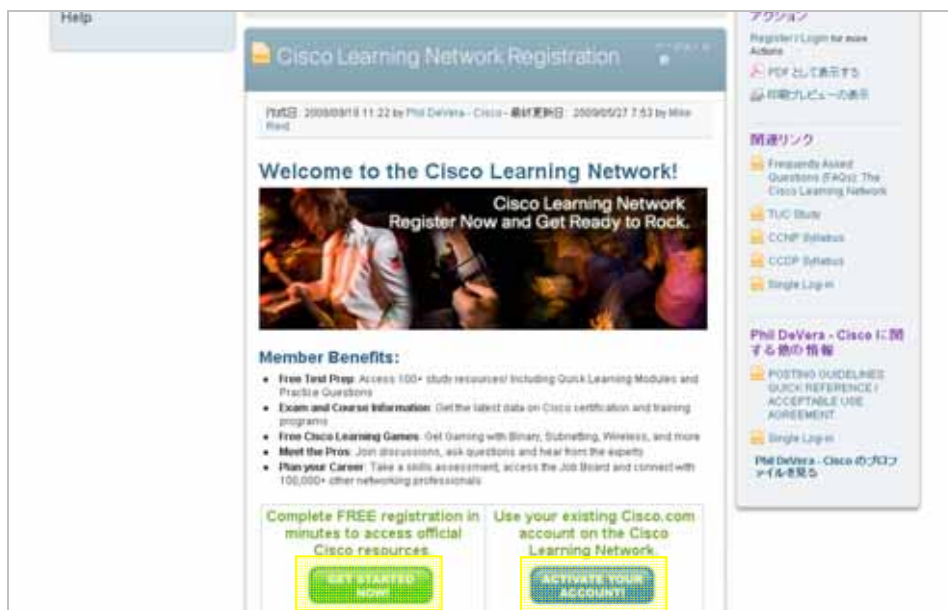 Help
Cisco Learning Network Registration
作成日: 2008/09/18 11:22 by Phil DeVera - Cisco - 最終更新日: 2009/05/27 7:53 by Mike
Reid
Welcome to the Cisco Learning Network!
Cisco Learning Network
Register Now and Get Ready to Rock.
Member Benefits:
• Free Test Prep: Access 100+ study resources! Including Quick Learning Modules and
Practice Questions
• Exam and Course Information: Get the latest data on Cisco certification and training
programs
• Free Cisco Learning Games: Get Gaming with Binary, Subnetting, Wireless, and more
• Meet the Pros: Join discussions, ask questions and hear from the experts
• Plan your Career: Take a skills assessment, access the Job Board and connect with
100,000+ other networking professionals
Complete FREE registration in
minutes to access official
Cisco resources.
GET STARTED
NOW!
Use your existing Cisco.com
account on the Cisco
Learning Network.
ACTIVATE YOUR
ACCOUNT!
アクション
Register / Login for more
Actions
PDF として表示する
印刷プレビューの表示
関連リンク
Frequently Asked
Questions (FAQs): The
Cisco Learning Network
TUC Study
CCNP Syllabus
CCDP Syllabus
Single Log-in
Phil DeVera - Cisco に関
する他の情報
POSTING GUIDELINES
QUICK REFERENCE /
ACCEPTABLE USE
AGREEMENT
Single Log-in
Phil DeVera - Cisco のプロフ
ァイルを見る